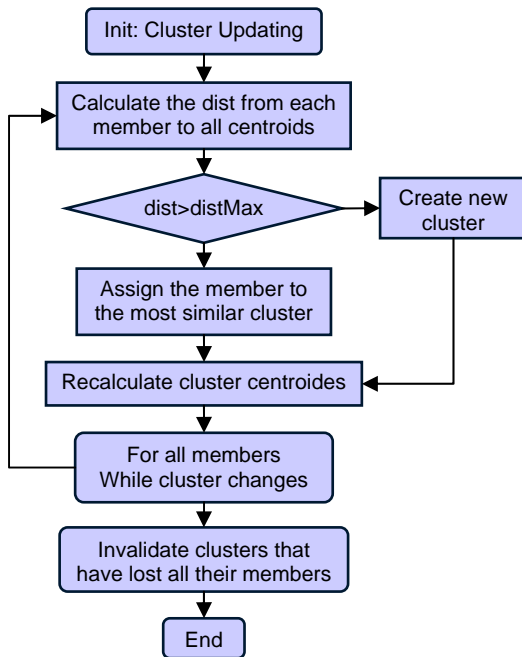 Init: Cluster Updating
Calculate the dist from each
member to all centroids
dist>distMax
Create new
cluster
Assign the member to
the most similar cluster
Recalculate cluster centroides
For all members
While cluster changes
Invalidate clusters that
have lost all their members
End